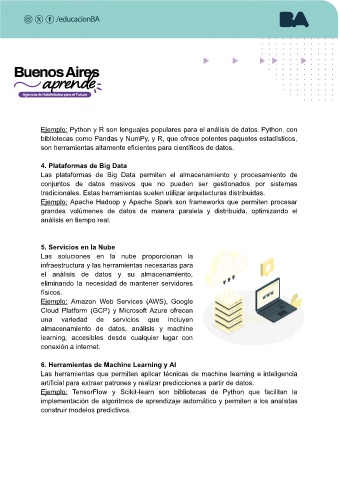 /educacionBA
BA
Buenos Aires
aprende
Agencia de Habilidades para el Futuro
Ejemplo: Python y R son lenguajes populares para el análisis de datos. Python, con
bibliotecas como Pandas y NumPy, y R, que ofrece potentes paquetes estadísticos,
son herramientas altamente eficientes para científicos de datos.
4. Plataformas de Big Data
Las plataformas de Big Data permiten el almacenamiento y procesamiento de
conjuntos de datos masivos que no pueden ser gestionados por sistemas
tradicionales. Estas herramientas suelen utilizar arquitecturas distribuidas.
Ejemplo: Apache Hadoop y Apache Spark son frameworks que permiten procesar
grandes volúmenes de datos de manera paralela y distribuida, optimizando el
análisis en tiempo real.
5. Servicios en la Nube
Las soluciones en la nube proporcionan la
infraestructura y las herramientas necesarias para
el análisis de datos y su almacenamiento,
eliminando la necesidad de mantener servidores
físicos.
Ejemplo: Amazon Web Services (AWS), Google
Cloud Platform (GCP) y Microsoft Azure ofrecen
una variedad de servicios que incluyen
almacenamiento de datos, análisis y machine
learning, accesibles desde cualquier lugar con
conexión a internet.
WWW
6. Herramientas de Machine Learning y AI
Las herramientas que permiten aplicar técnicas de machine learning e inteligencia
artificial para extraer patrones y realizar predicciones a partir de datos.
Ejemplo: TensorFlow y Scikit-learn son bibliotecas de Python que facilitan la
implementación de algoritmos de aprendizaje automático y permiten a los analistas
construir modelos predictivos.